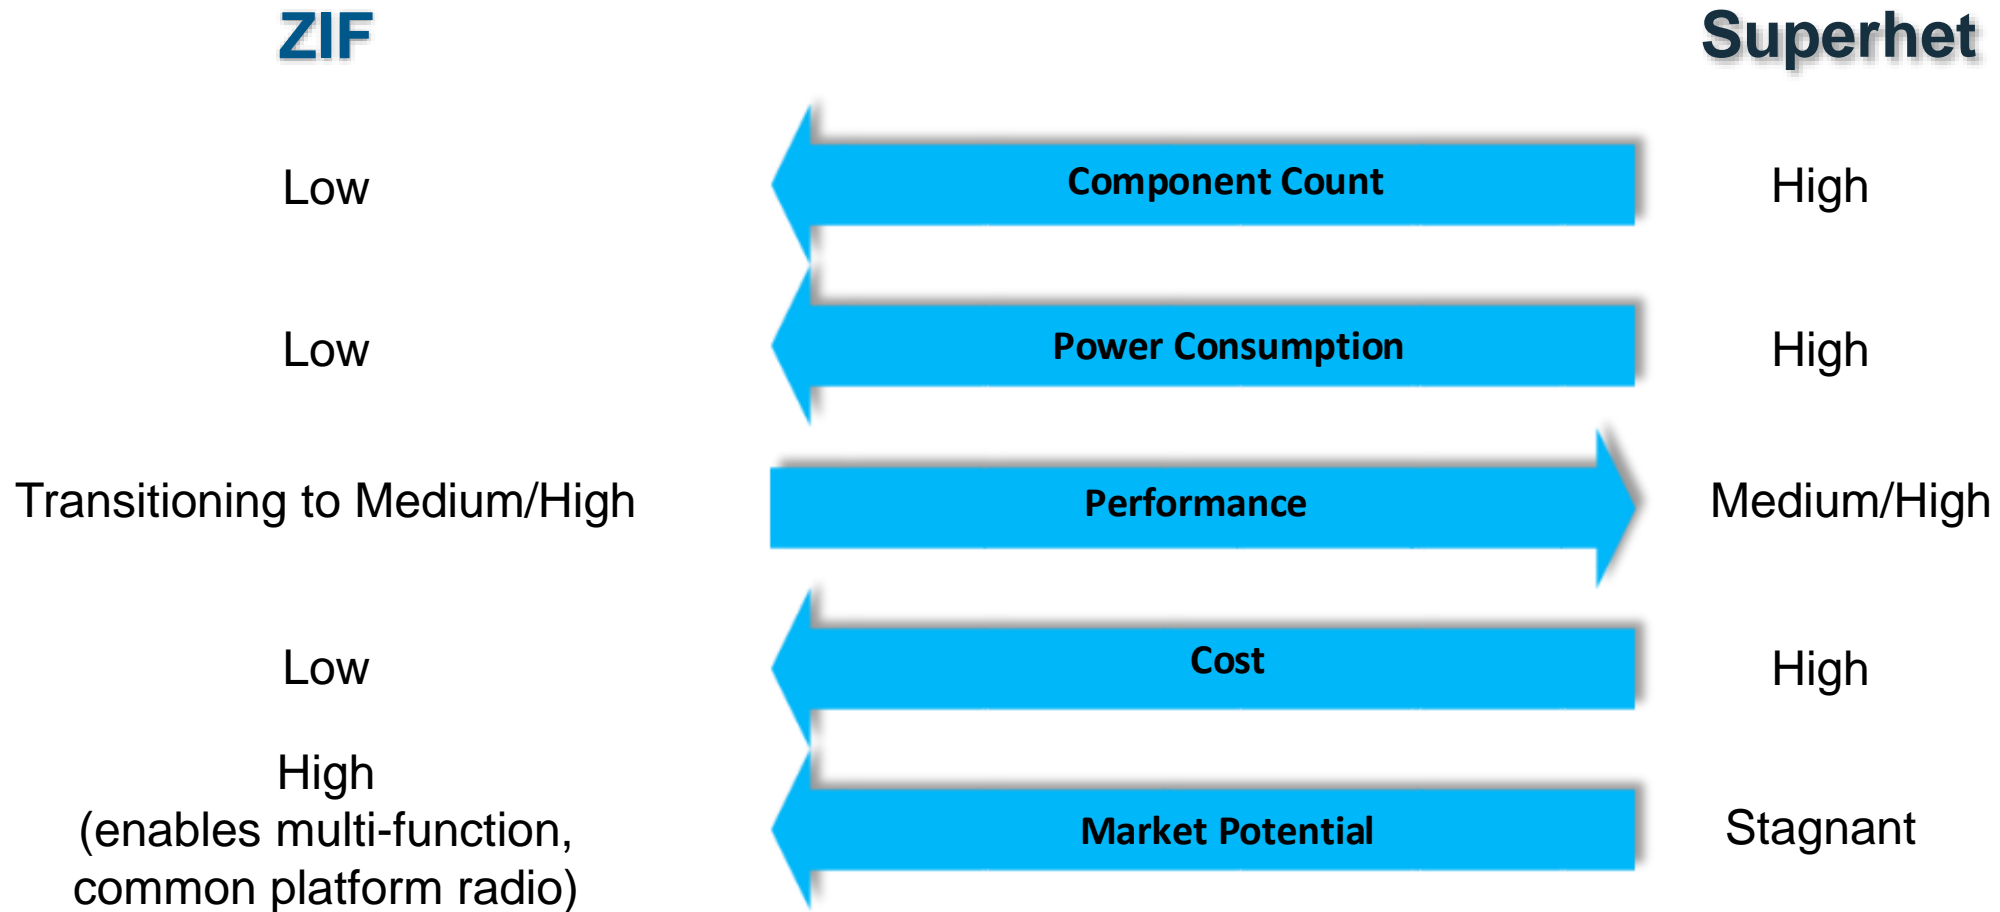 ZIF
Superhet
Low
Component Count
High
Low
Power Consumption
High
Transitioning to Medium/High
Performance
Medium/High
Low
Cost
High
High
(enables multi-function,
common platform radio)
Market Potential
Stagnant